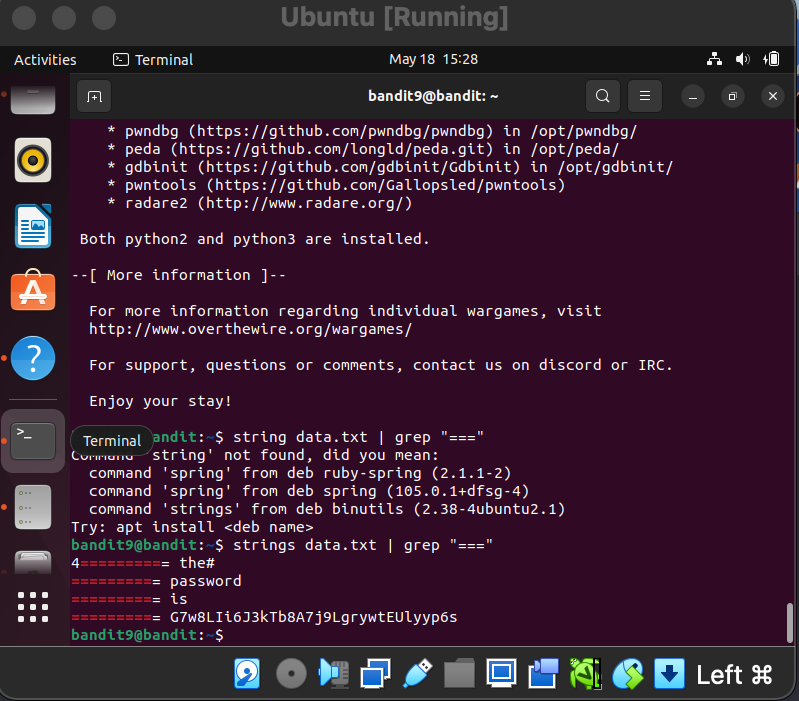 Ubuntu [Running]
Activities
Terminal
May 18 15:28
bandit9@bandit: ~
* pwndbg (https://github.com/pwndbg/pwndbg) in /opt/pwndbg/
* peda (https://github.com/longld/peda.git) in /opt/peda/
* gdbinit (https://github.com/gdbinit/Gdbinit) in /opt/gdbinit/
* pwntools (https://github.com/Gallopsled/pwntools)
* radare2 (http://www.radare.org/)
Both python2 and python3 are installed.
--[ More information ]--
For more information regarding individual wargames, visit
http://www.overthewire.org/wargames/
For support, questions or comments, contact us on discord or IRC.
Enjoy your stay!
andit:~$ string data.txt | grep "==="
Terminal
Command 'string' not found, did you mean:
command 'spring' from deb ruby-spring (2.1.1-2)
command 'spring' from deb spring (105.0.1+dfsg-4)
command 'strings' from deb binutils (2.38-4ubuntu2.1)
Try: apt install <deb name>
bandit9@bandit:~$ strings data.txt | grep "==="
4========== the#
========== password
========== is
========== G7w8LIi6J3kTb8A7j9LgrywtEUlyyp6s
bandit9@bandit:~$
Left ⌘